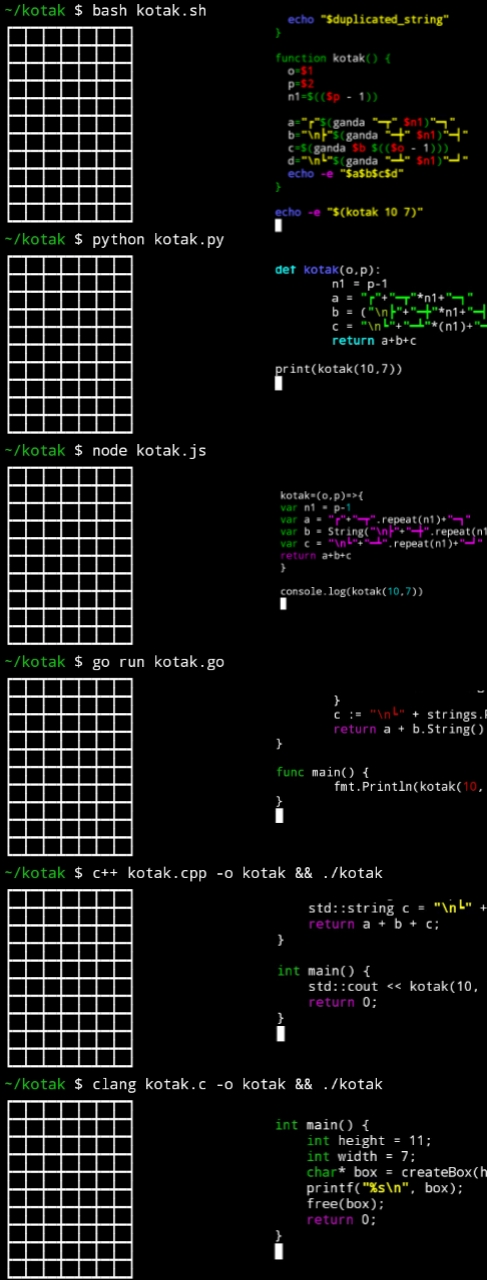 ~/kotak $ bash kotak.sh
echo "$duplicated_string"
}
function kotak() {
o=$1
p=$2
n1=$(($p - 1))
a="┌"$(ganda "─┬" $n1)"─┐"
b="\n├"$(ganda "─┼" $n1)"─┤"
c=$(ganda $b $(($o - 1)))
d="\n└"$(ganda "─┴" $n1)"─┘"
echo -e "$a$b$c$d"
}
echo -e "$(kotak 10 7)"
~/kotak $ python kotak.py
def kotak(o,p):
n1 = p-1
a = "┌"+"─┬"*n1+"─┐"
b = ("\n├"+"─┼"*n1+"─┤
c = "\n└"+"─┴"*(n1)+"─
return a+b+c
print(kotak(10,7))
~/kotak $ node kotak.js
kotak=(o,p)=>{
var n1 = p-1
var a = "┌"+"─┬".repeat(n1)+"─┐"
var b = String("\n├"+"─┼".repeat(n1
var c = "\n└"+"─┴".repeat(n1)+"─┘"
return a+b+c
}
console.log(kotak(10,7))
~/kotak $ go run kotak.go
}
c := "\n└" + strings.
return a + b.String()
}
func main() {
fmt.Println(kotak(10,
}
~/kotak $ c++ kotak.cpp -o kotak && ./kotak
std::string c = "\n└" +
return a + b + c;
}
int main() {
std::cout << kotak(10,
return 0;
}
~/kotak $ clang kotak.c -o kotak && ./kotak
int main() {
int height = 11;
int width = 7;
char* box = createBox(h
printf("%s\n", box);
free(box);
return 0;
}